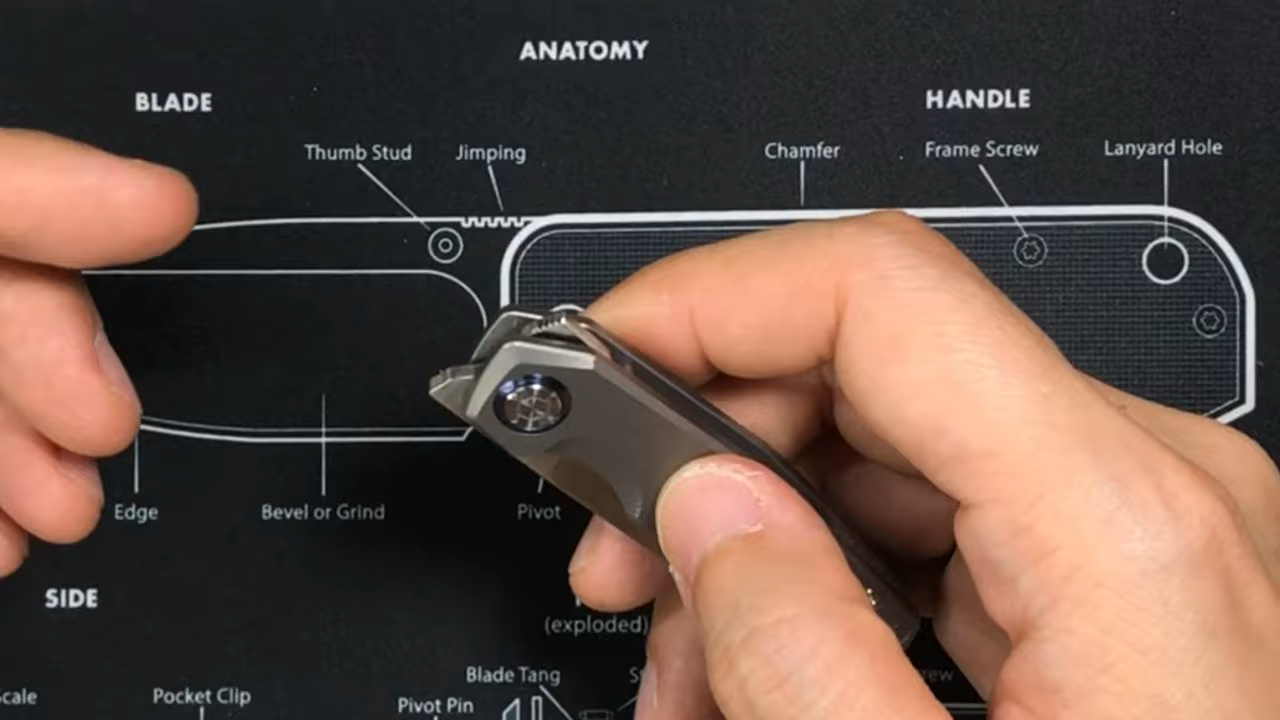 ANATOMY
BLADE
HANDLE
Thumb Stud
Jimping
Chamfer
Frame Screw
Lanyard Hole
Edge
Bevel or Grind
Pivot
SIDE
(exploded)
Blade Tang
Pocket Clip
Pivot Pin